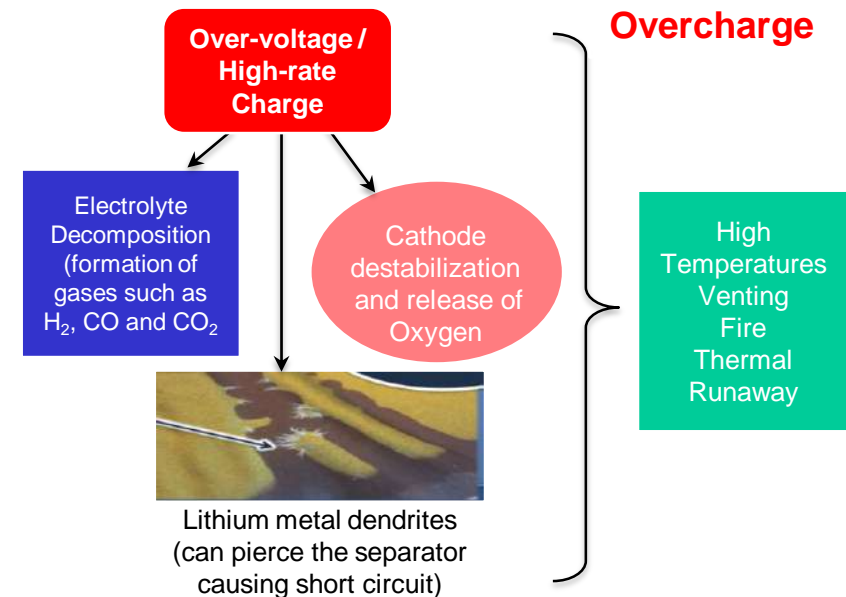 Overcharge
Over-voltage /
High-rate
Charge
Electrolyte
Decomposition
(formation of
gases such as
H₂, CO and CO₂
Cathode
destabilization
and release of
Oxygen
High
Temperatures
Venting
Fire
Thermal
Runaway
Lithium metal dendrites
(can pierce the separator
causing short circuit)